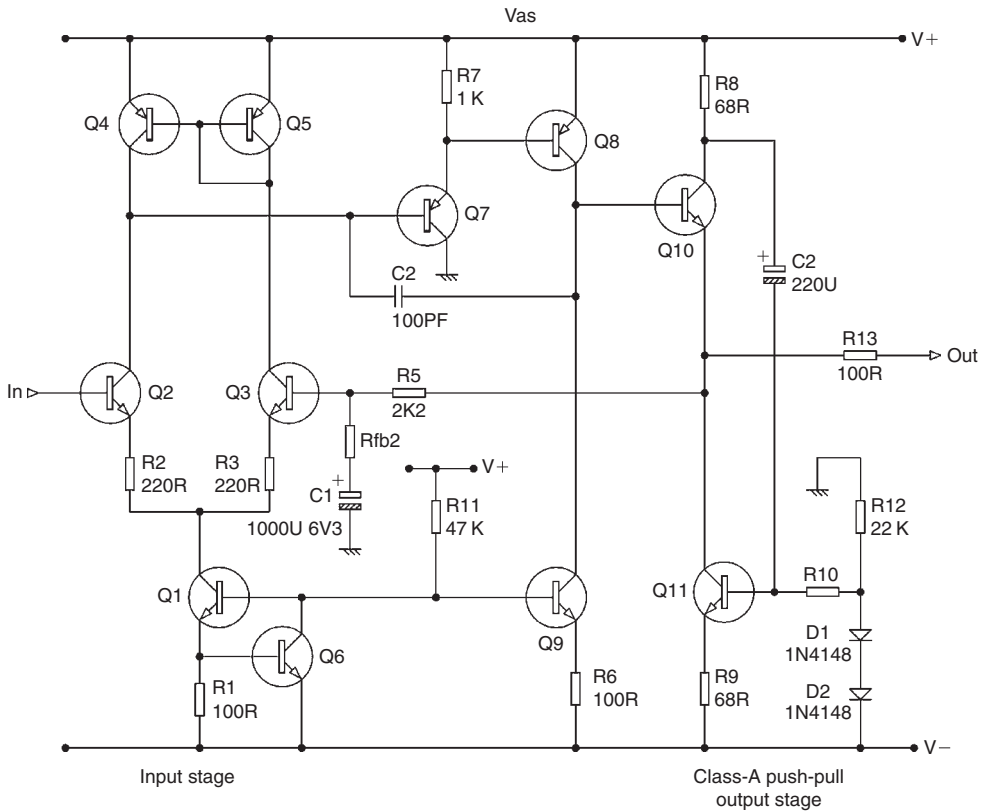 Vas
V+
R7
1 K
R8
68R
Q4
Q5
Q8
Q7
Q10
C2
100PF
+
C2
220U
R13
100R
Out
In
Q2
Q3
R5
2K2
Rfb2
R2
220R
R3
220R
+
C1
1000U 6V3
V+
R11
47 K
R12
22 K
Q1
Q6
Q9
Q11
R10
D1
1N4148
R1
100R
R6
100R
R9
68R
D2
1N4148
V−
Input stage
Class-A push-pull
output stage